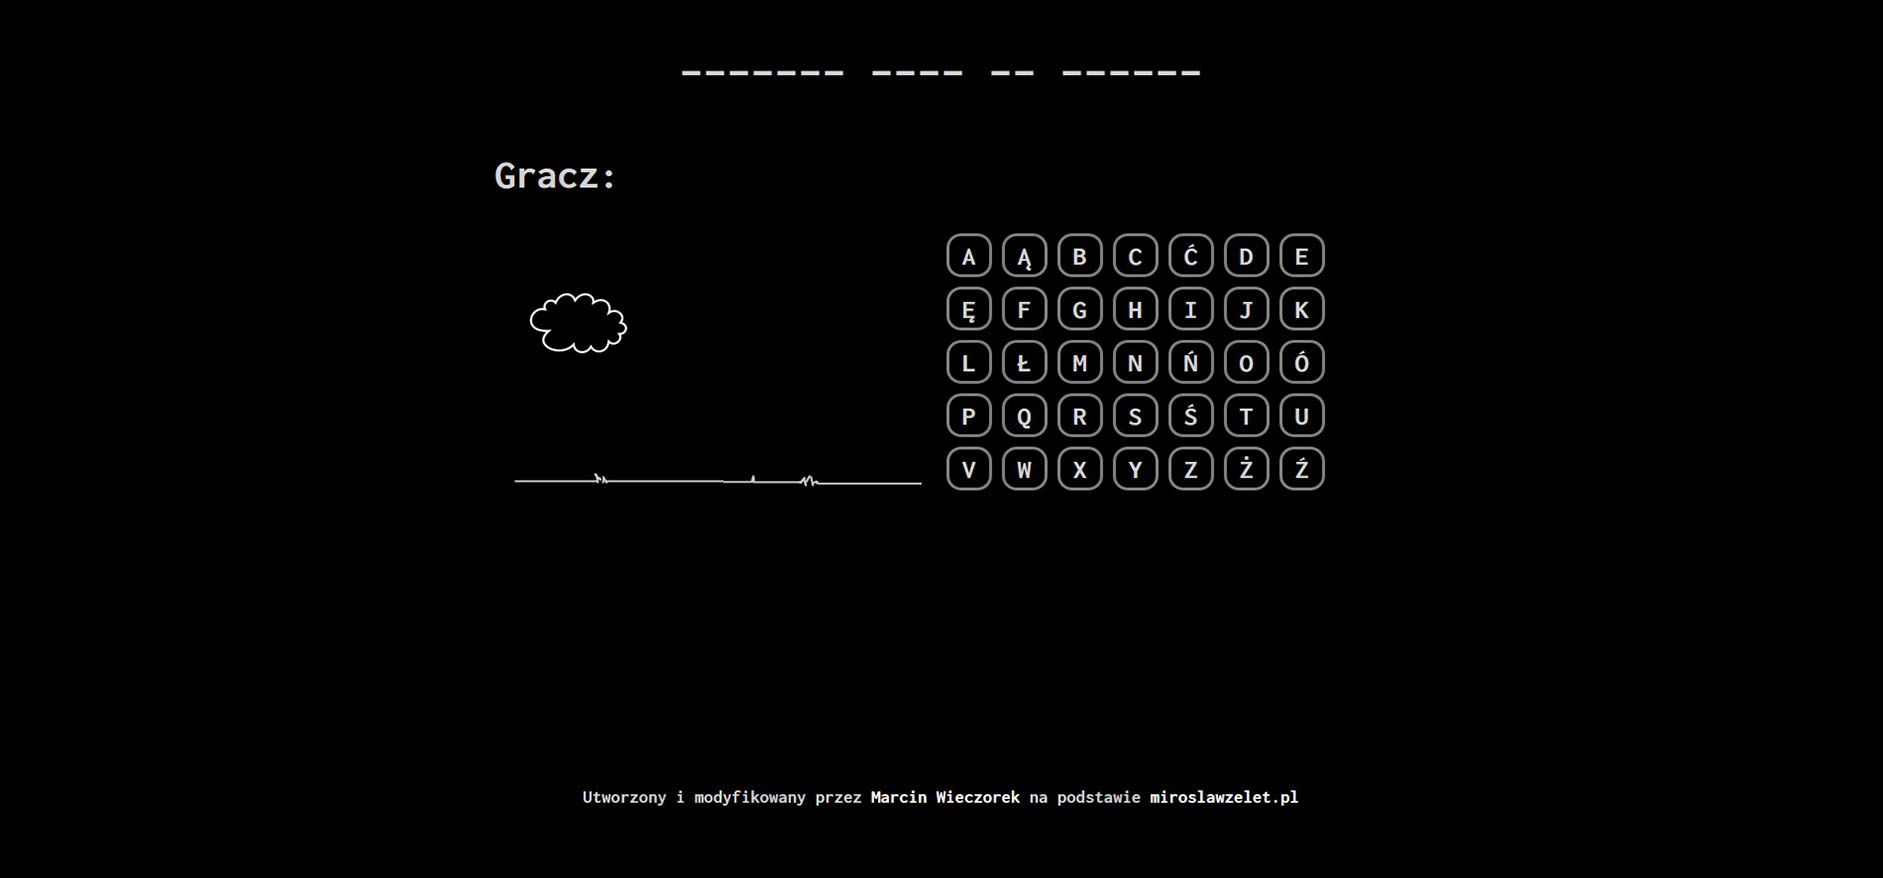 ------- ---- -- ------
Gracz:
A Ą B C Ć D E
Ę F G H I J K
L Ł M N Ń O Ó
P Q R S Ś T U
V W X Y Z Ż Ź
Utworzony i modyfikowany przez Marcin Wieczorek na podstawie miroslawzelet.pl